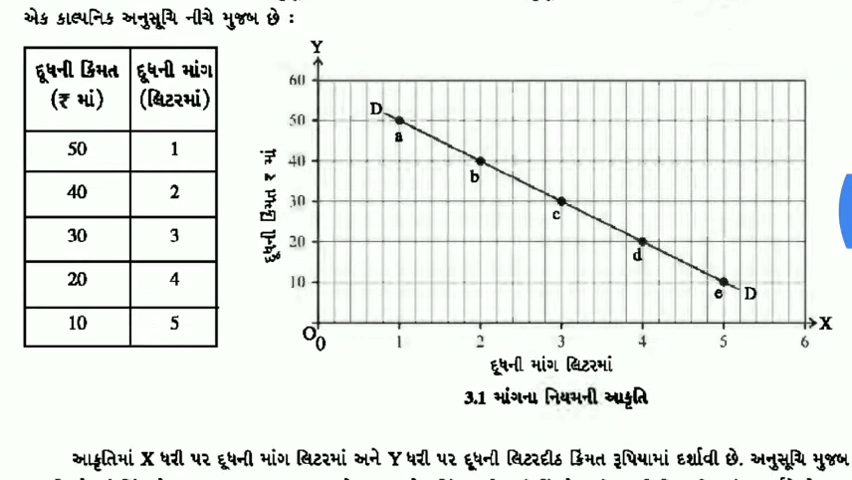 એક કાલ્પનિક અનુસૂચિ નીચે મુજબ છે :
દૂધની કિંમત
(₹ માં)
દૂધની માંગ
(લિટરમાં)
50 1
40 2
30 3
20 4
10 5
Y
60
50
40
30
20
10
દૂધની કિંમત ₹ માં
D
a
b
c
d
e
D
O
0 1 2 3 4 5 6
X
દૂધની માંગ લિટરમાં
3.1 માંગના નિયમની આકૃતિ
આકૃતિમાં X ધરી પર દૂધની માંગ લિટરમાં અને Y ધરી પર દૂધની લિટરદીઠ કિંમત રૂપિયામાં દર્શાવી છે. અનુસૂચિ મુજબ